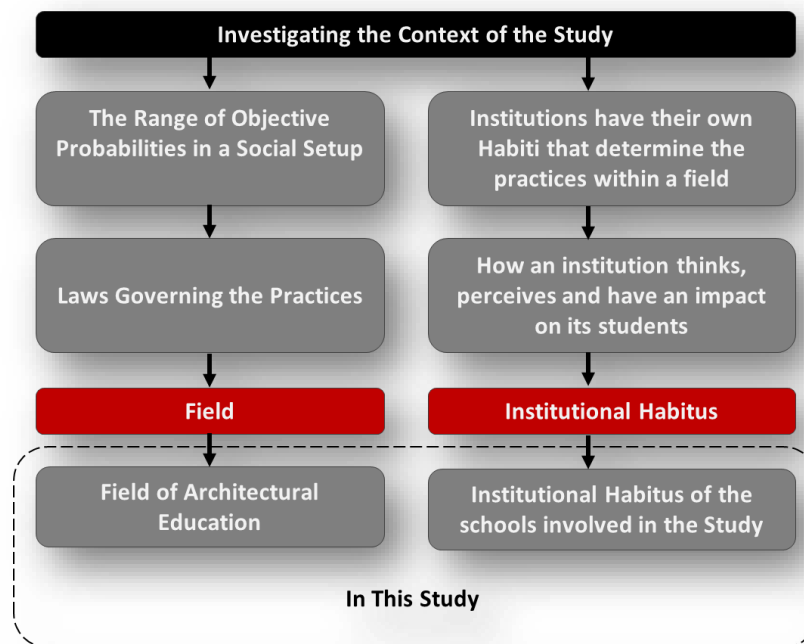 Investigating the Context of the Study
The Range of Objective
Probabilities in a Social Setup
Laws Governing the Practices
Field
Field of Architectural
Education
Institutions have their own
Habiti that determine the
practices within a field
How an institution thinks,
perceives and have an impact
on its students
Institutional Habitus
Institutional Habitus of the
schools involved in the Study
In This Study